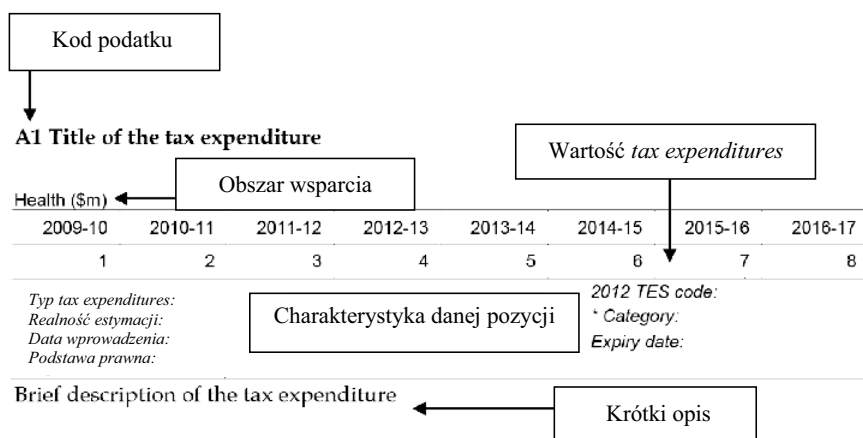 Kod podatku
A1 Title of the tax expenditure
Wartość tax expenditures
Obszar wsparcia
Health ($m)
2009-10 2010-11 2011-12 2012-13 2013-14 2014-15 2015-16 2016-17
1 2 3 4 5 6 7 8
Typ tax expenditures:
Realność estymacji:
Data wprowadzenia:
Podstawa prawna:
Charakterystyka danej pozycji
2012 TES code:
* Category:
Expiry date:
Brief description of the tax expenditure
Krótki opis